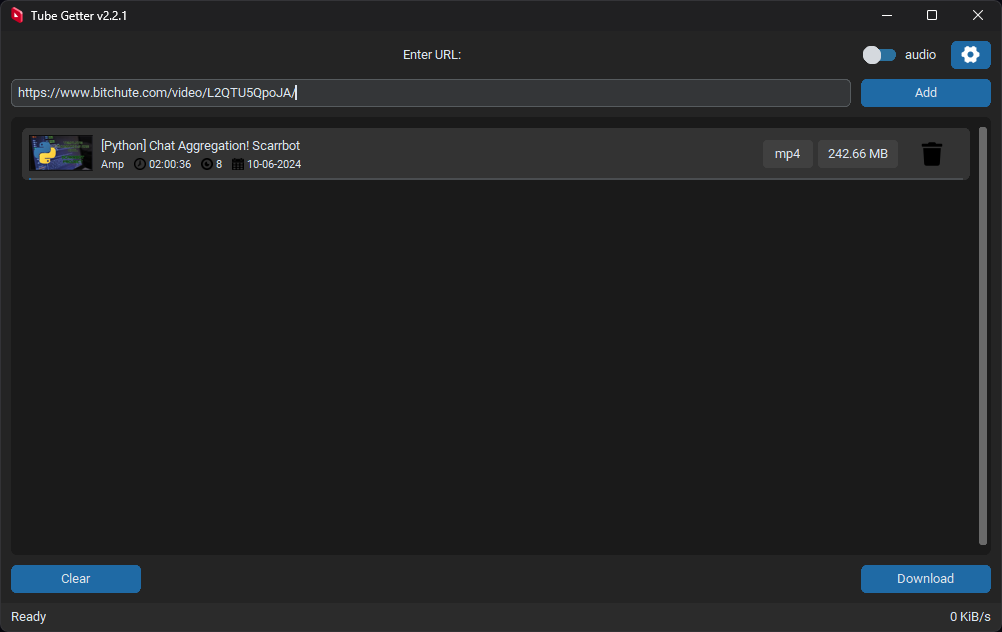 Tube Getter v2.2.1
Enter URL:
audio
https://www.bitchute.com/video/L2QTU5QpoJA/
Add
[Python] Chat Aggregation! Scarrbot
Amp 02:00:36 8 10-06-2024
mp4
242.66 MB
Clear
Download
Ready
0 KiB/s